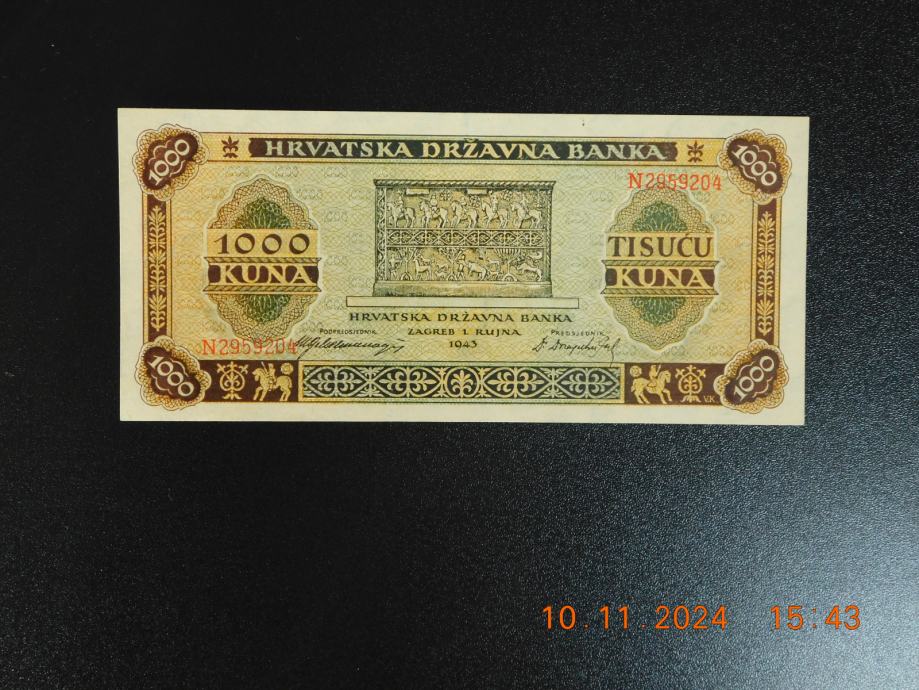 HRVATSKA DRŽAVNA BANKA
1000
1000
N2959204
1000
KUNA
TISUĆU
KUNA
HRVATSKA DRŽAVNA BANKA
PODPREDSJEDNIK
ZAGREB 1. RUJNA
PREDSJEDNIK
1943
N2959204
1000
1000
V.K.
10.11.2024 15:43